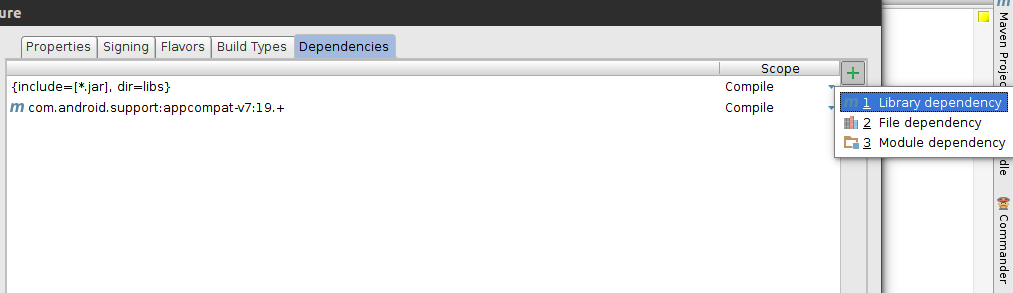 ure
Properties
Signing
Flavors
Build Types
Dependencies
Scope
{include=[*.jar], dir=libs}
Compile
m com.android.support:appcompat-v7:19.+
Compile
m 1 Library dependency
2 File dependency
3 Module dependency
m Maven Projec
dle
Commander